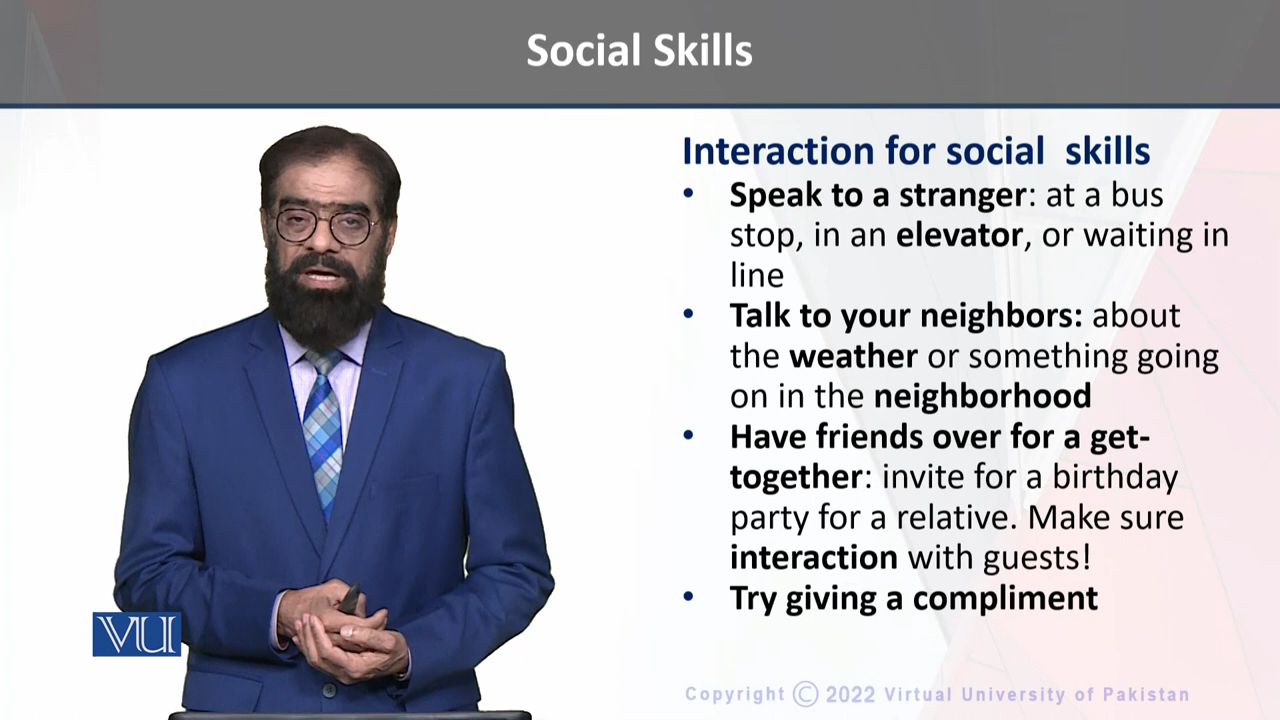 Social Skills
Interaction for social  skills
• Speak to a stranger: at a bus
stop, in an elevator, or waiting in
line
• Talk to your neighbors: about
the weather or something going
on in the neighborhood
• Have friends over for a get-
together: invite for a birthday
party for a relative. Make sure
interaction with guests!
• Try giving a compliment
VU
Copyright © 2022 Virtual University of Pakistan